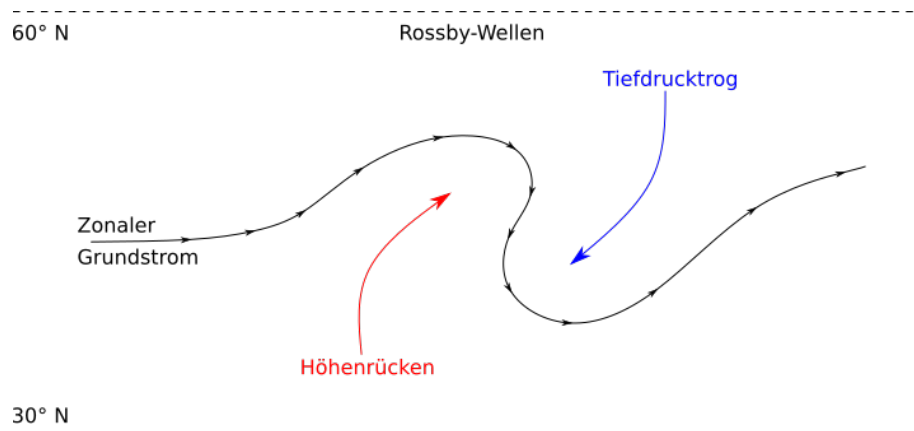 60° N
Rossby-Wellen
Tiefdrucktrog
Zonaler
Grundstrom
Höhenrücken
30° N